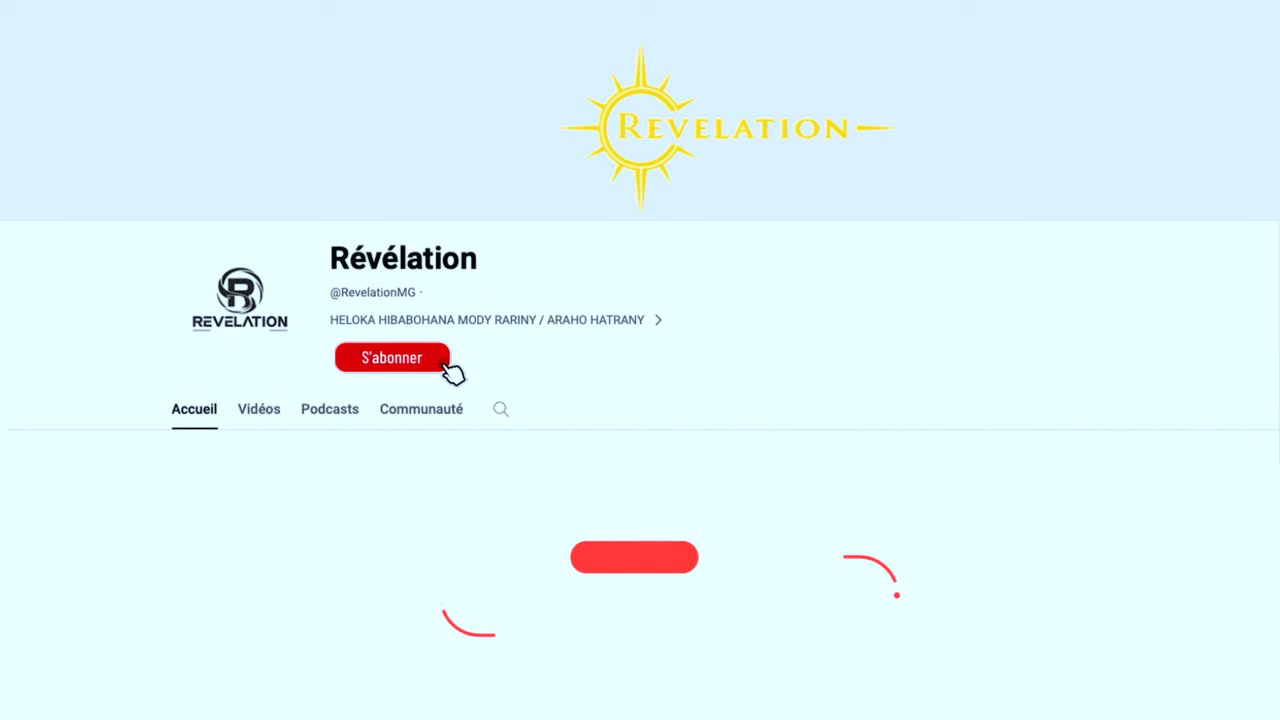 REVELATION
Révélation
@RevelationMG ·
REVELATION
HELOKA HIBABOHANA MODY RARINY / ARAHO HATRANY
S'abonner
Accueil Vidéos Podcasts Communauté